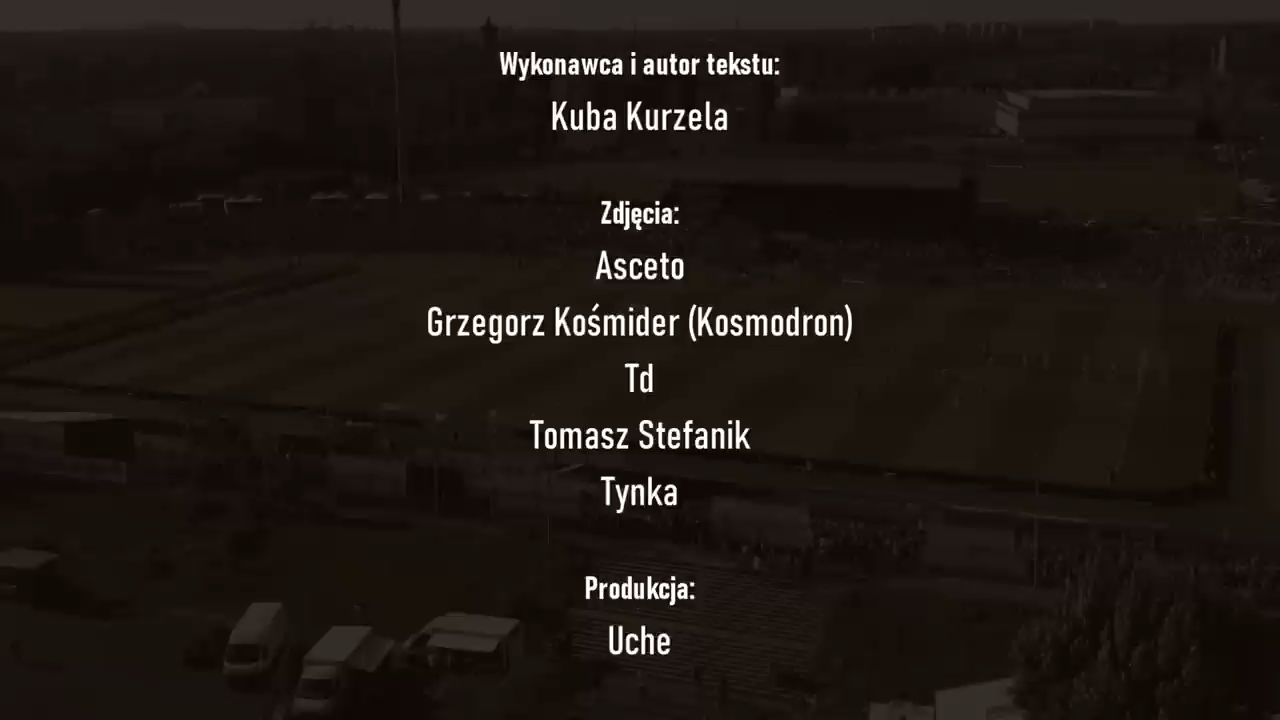 Wykonawca i autor tekstu:
Kuba Kurzela
Zdjęcia:
Asceto
Grzegorz Kośmider (Kosmodron)
Td
Tomasz Stefanik
Tynka
Produkcja:
Uche